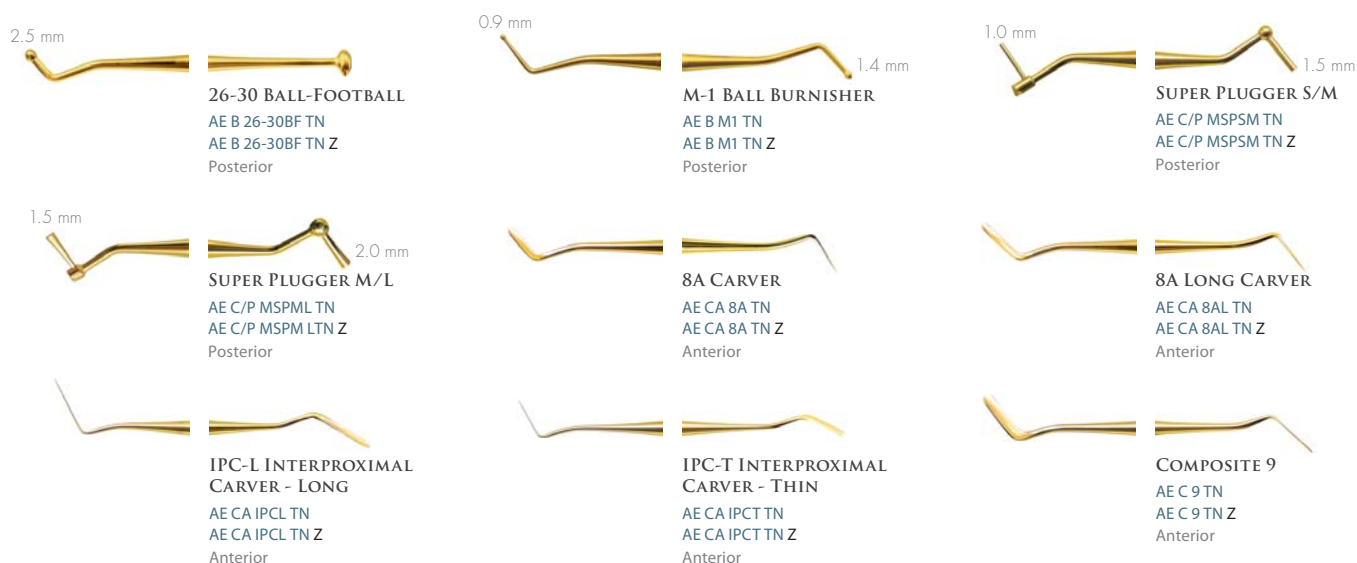 2.5 mm
26-30 Ball-Football
AE B 26-30BF TN
AE B 26-30BF TN Z
Posterior
0.9 mm
1.4 mm
M-1 Ball Burnisher
AE B M1 TN
AE B M1 TN Z
Posterior
1.0 mm
1.5 mm
Super Plugger S/M
AE C/P MSPSM TN
AE C/P MSPSM TN Z
Posterior
1.5 mm
2.0 mm
Super Plugger M/L
AE C/P MSPML TN
AE C/P MSPM LTN Z
Posterior
8A Carver
AE CA 8A TN
AE CA 8A TN Z
Anterior
8A Long Carver
AE CA 8AL TN
AE CA 8AL TN Z
Anterior
IPC-L Interproximal
Carver - Long
AE CA IPCL TN
AE CA IPCL TN Z
Anterior
IPC-T Interproximal
Carver - Thin
AE CA IPCT TN
AE CA IPCT TN Z
Anterior
Composite 9
AE C 9 TN
AE C 9 TN Z
Anterior